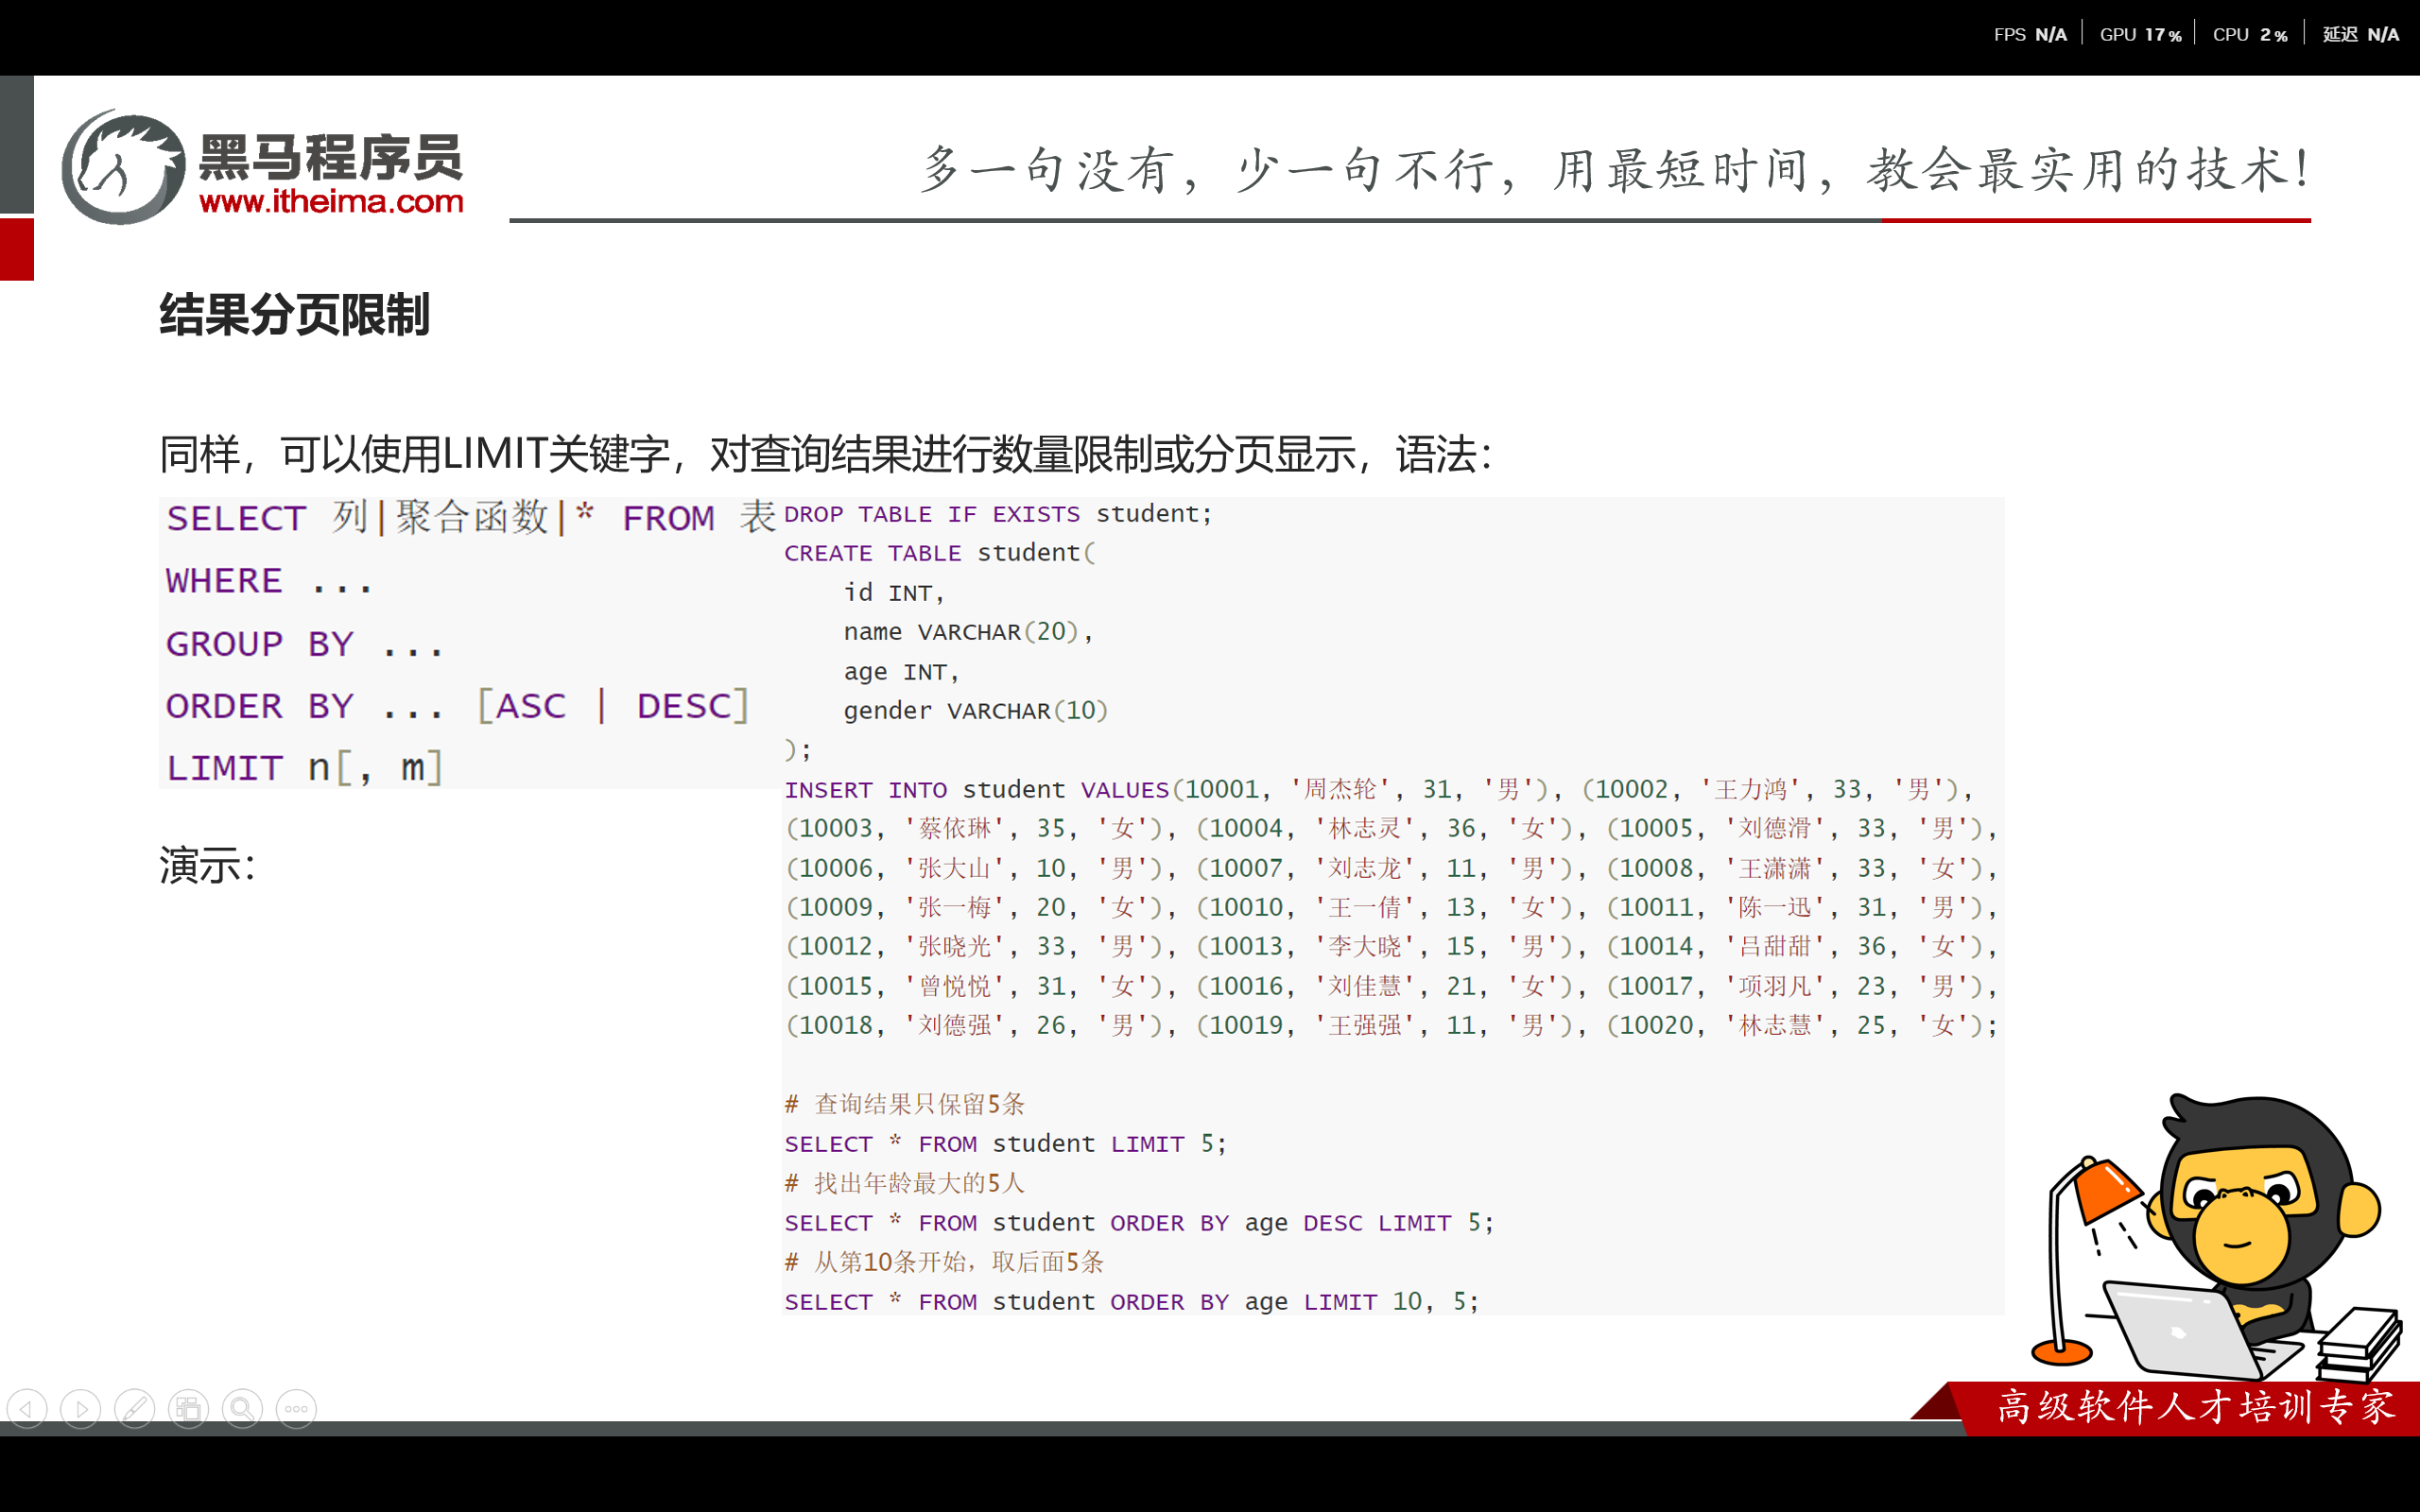 FPS N/A GPU 17% CPU 2% 延迟 N/A
黑马程序员
www.itheima.com
多一句没有，少一句不行，用最短时间，教会最实用的技术！
结果分页限制
同样，可以使用LIMIT关键字，对查询结果进行数量限制或分页显示，语法：
SELECT 列|聚合函数|* FROM 表
WHERE ...
GROUP BY ...
ORDER BY ... [ASC | DESC]
LIMIT n[, m]
演示：
DROP TABLE IF EXISTS student;
CREATE TABLE student(
id INT,
name VARCHAR(20),
age INT,
gender VARCHAR(10)
);
INSERT INTO student VALUES(10001, '周杰轮', 31, '男'), (10002, '王力鸿', 33, '男'),
(10003, '蔡依琳', 35, '女'), (10004, '林志灵', 36, '女'), (10005, '刘德滑', 33, '男'),
(10006, '张大山', 10, '男'), (10007, '刘志龙', 11, '男'), (10008, '王潇潇', 33, '女'),
(10009, '张一梅', 20, '女'), (10010, '王一倩', 13, '女'), (10011, '陈一迅', 31, '男'),
(10012, '张晓光', 33, '男'), (10013, '李大晓', 15, '男'), (10014, '吕甜甜', 36, '女'),
(10015, '曾悦悦', 31, '女'), (10016, '刘佳慧', 21, '女'), (10017, '项羽凡', 23, '男'),
(10018, '刘德强', 26, '男'), (10019, '王强强', 11, '男'), (10020, '林志慧', 25, '女');
# 查询结果只保留5条
SELECT * FROM student LIMIT 5;
# 找出年龄最大的5人
SELECT * FROM student ORDER BY age DESC LIMIT 5;
# 从第10条开始，取后面5条
SELECT * FROM student ORDER BY age LIMIT 10, 5;
高级软件人才培训专家